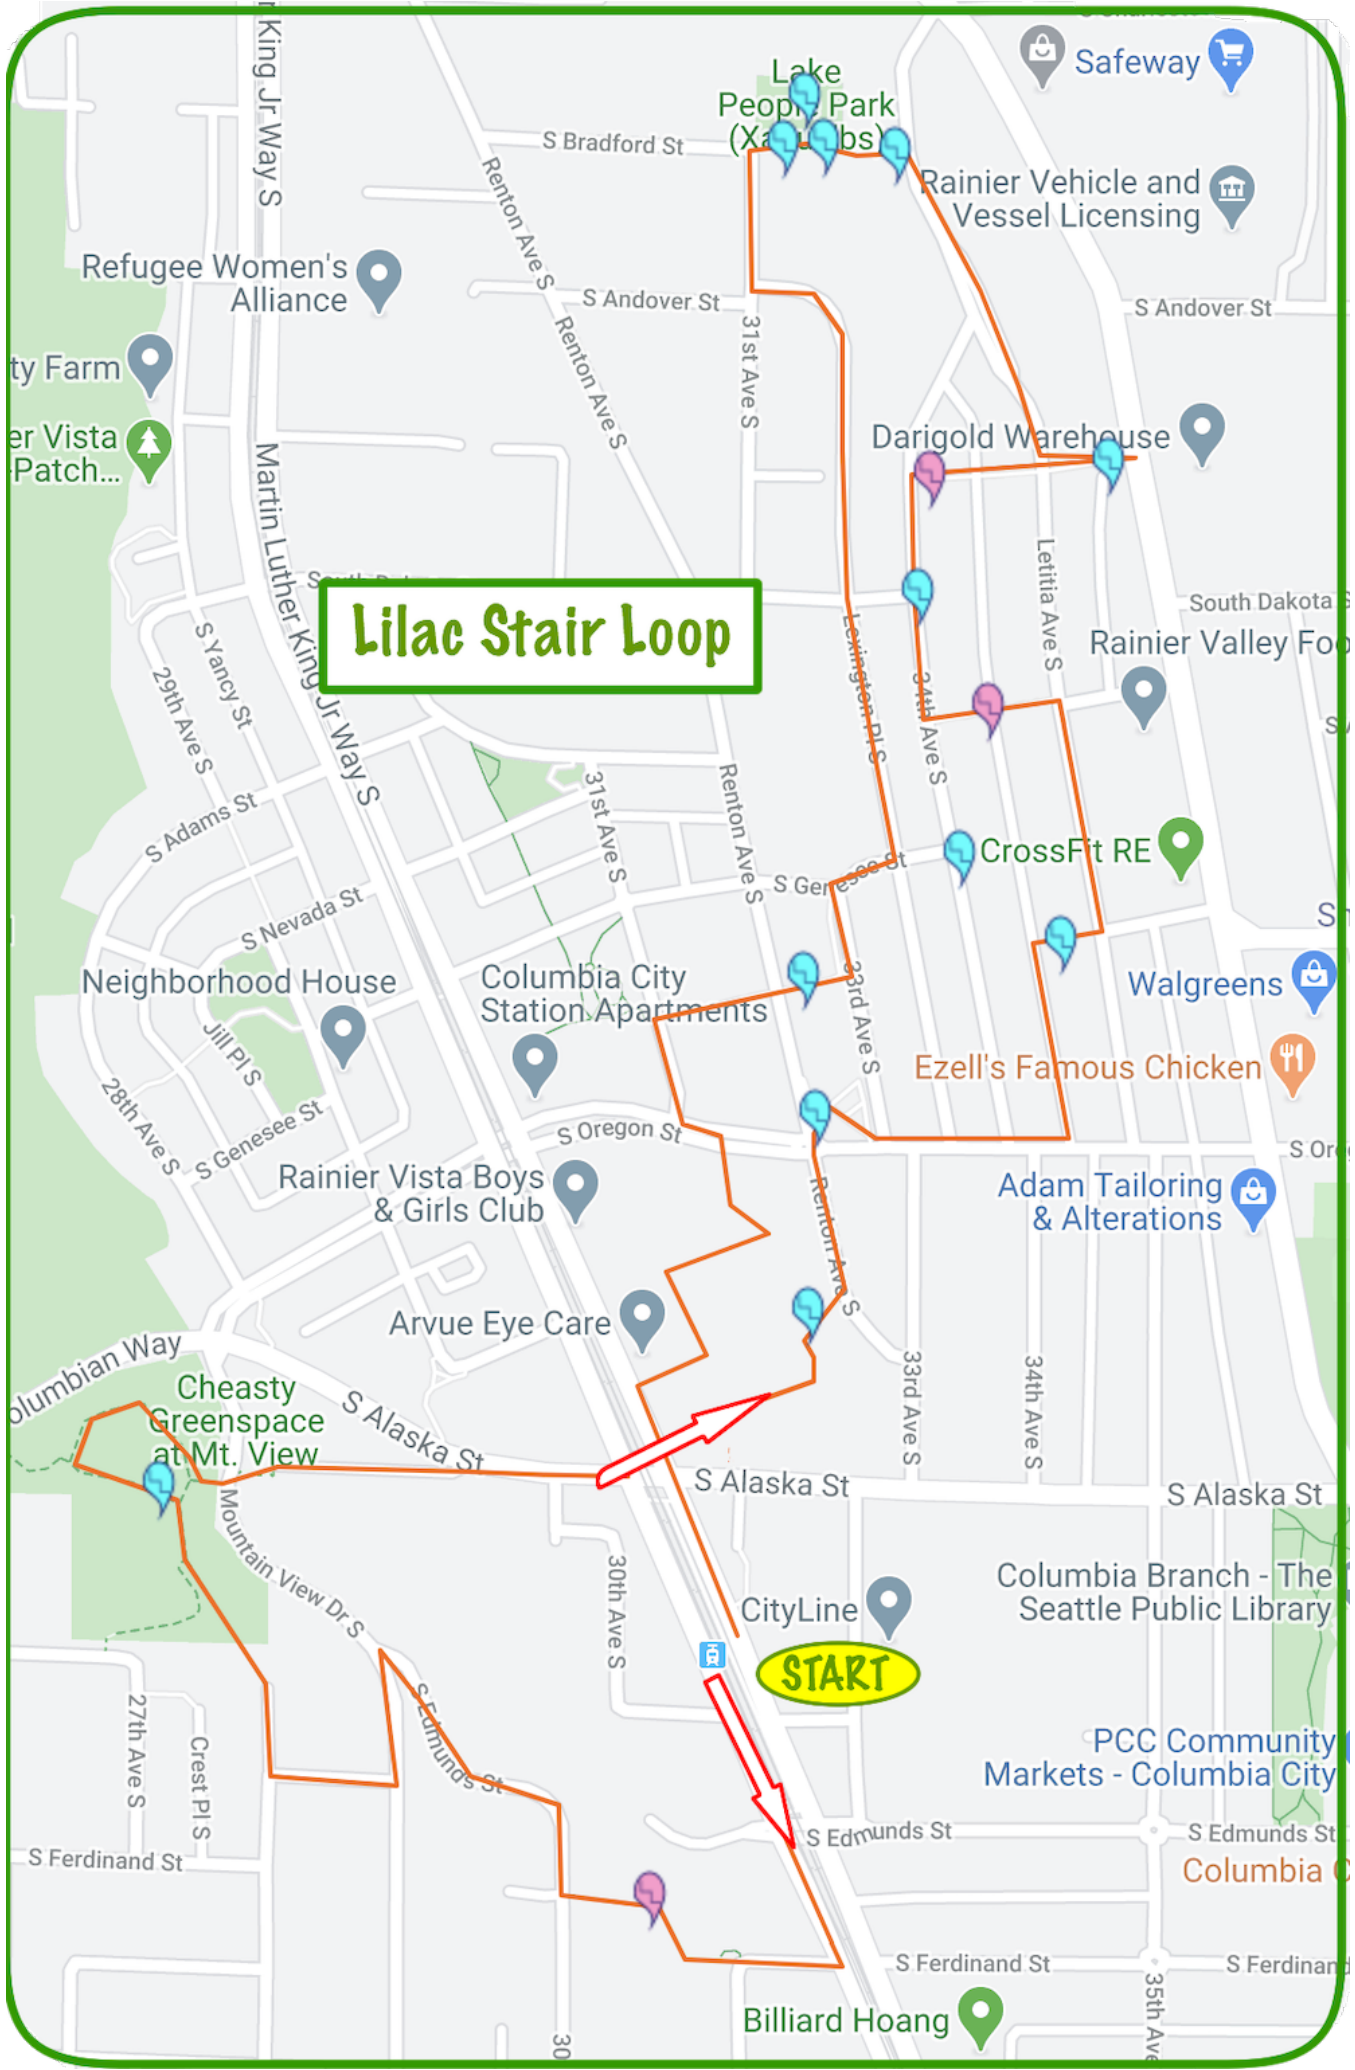 r King Jr Way S
Safeway
Lake
People Park
S Bradford St
Renton Ave S
Rainier Vehicle and
Vessel Licensing
Refugee Women's
Alliance
S Andover St
S Andover St
31st Ave S
Renton Ave S
ty Farm
er Vista
-Patch...
Darigold Warehouse
Martin Luther King Jr Way S
Letitia Ave S
South Dakota S
Lilac Stair Loop
S Yancy St
29th Ave S
Lexington Pl S
34th Ave S
Rainier Valley Foo
31st Ave S
Renton Ave S
S Adams St
S Genesee St
CrossFit RE
S Nevada St
Neighborhood House
Columbia City
Station Apartments
33rd Ave S
Walgreens
Jill Pl S
28th Ave S
Ezell's Famous Chicken
S Genesee St
S Oregon St
S Ore
Rainier Vista Boys
& Girls Club
Renton Ave S
Adam Tailoring
& Alterations
Arvue Eye Care
olumbian Way
33rd Ave S
34th Ave S
Cheasty
Greenspace
at Mt. View
S Alaska St
S Alaska St
S Alaska St
Mountain View Dr S
30th Ave S
CityLine
Columbia Branch - The
Seattle Public Library
START
27th Ave S
Crest Pl S
S Edmunds St
PCC Community
Markets - Columbia City
S Edmunds St
S Edmunds St
Columbia C
S Ferdinand St
S Ferdinand St
S Ferdinand
35th Ave
Billiard Hoang
30